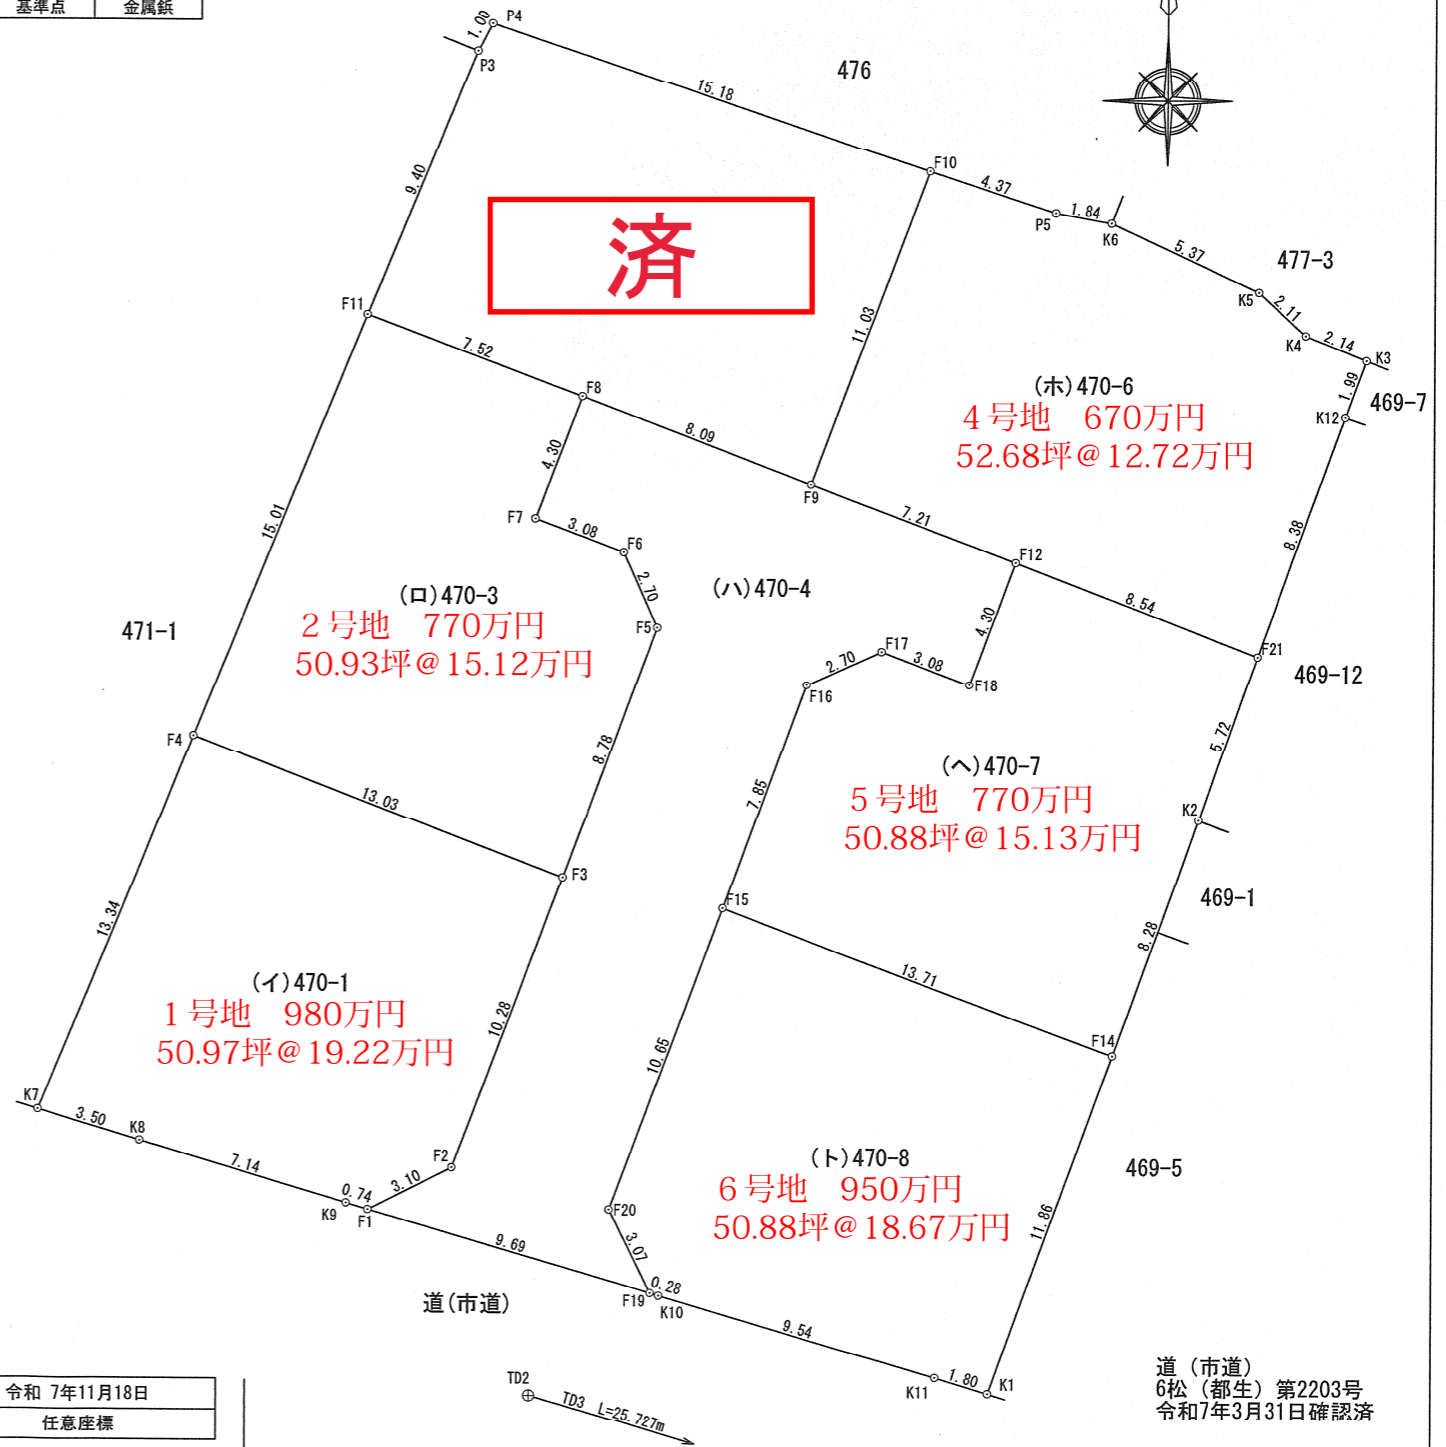 基準点 金属鋲
P4
1.00
P3
476
15.18
9.40
F10
4.37
P5
1.84
K6
5.37
477-3
K5
2.11
K4
2.14
K3
1.99
469-7
K12
済
11.03
F11
7.52
F8
(ホ)470-6
4号地 670万円
52.68坪@12.72万円
8.09
4.30
F9
F7
3.08
F6
7.21
8.38
15.01
2.70
F12
(ハ)470-4
(ロ)470-3
2号地 770万円
50.93坪@15.12万円
8.54
4.30
471-1
F5
F17
2.70
3.08
F21
469-12
F16
F18
5.72
F4
8.78
(ヘ)470-7
5号地 770万円
50.88坪@15.13万円
7.85
13.03
K2
F3
469-1
F15
13.34
8.28
13.71
(イ)470-1
1号地 980万円
50.97坪@19.22万円
10.28
F14
10.65
K7
3.50
K8
7.14
F2
3.10
(ト)470-8
6号地 950万円
50.88坪@18.67万円
469-5
11.86
0.74
K9
F1
F20
9.69
3.07
0.28
F19
K10
道(市道)
9.54
K11
1.80
K1
TD2
TD3 L=25.727m
令和 7年11月18日
任意座標
道(市道)
6松(都生)第2203号
令和7年3月31日確認済